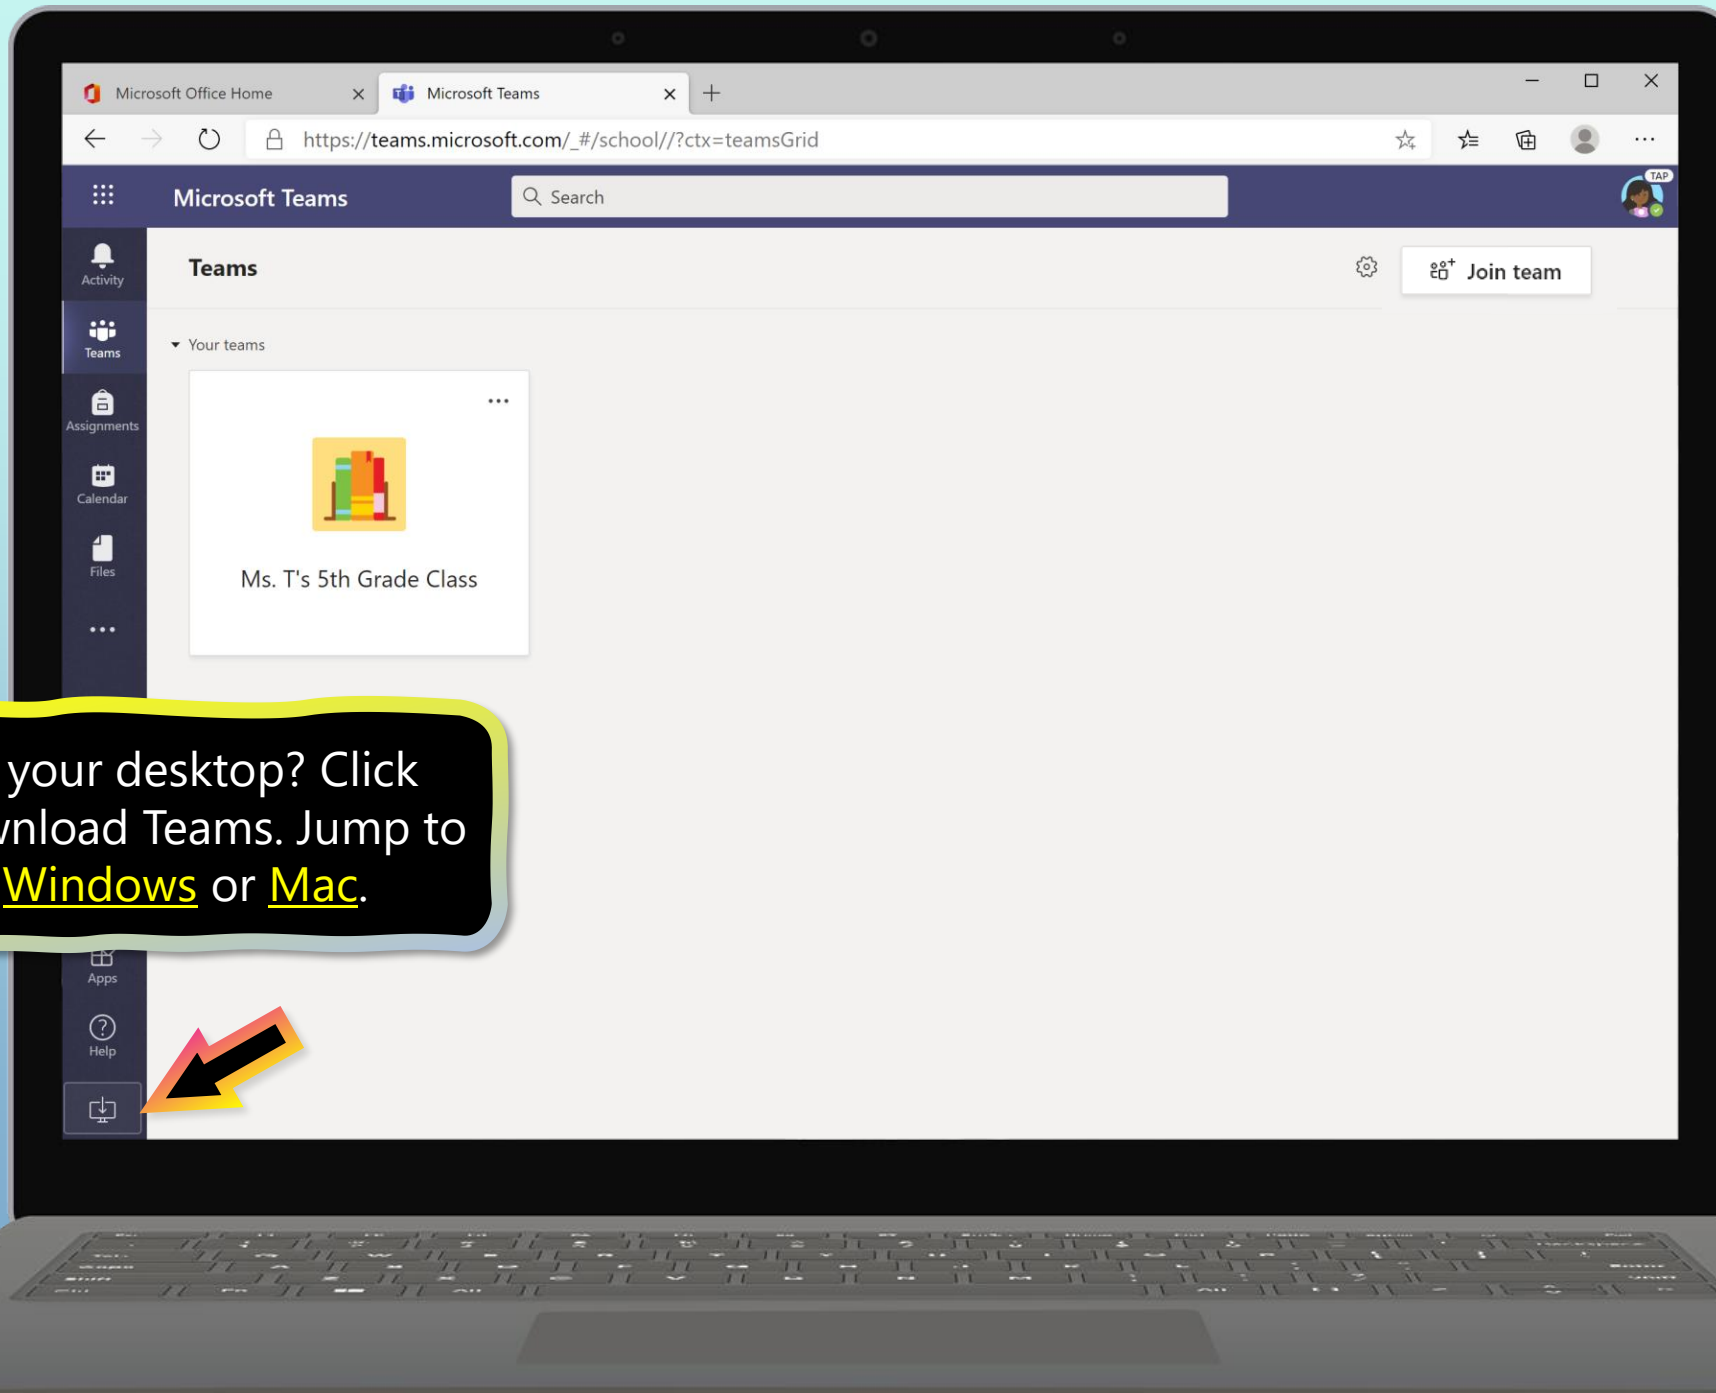 Microsoft Office Home
Microsoft Teams
https://teams.microsoft.com/_#/school//?ctx=teamsGrid
Microsoft Teams
Search
TAP
Activity
Teams
Join team
Teams
Your teams
Assignments
Calendar
Files
Ms. T's 5th Grade Class
your desktop? Click
wnload Teams. Jump to
Windows or Mac.
Apps
Help